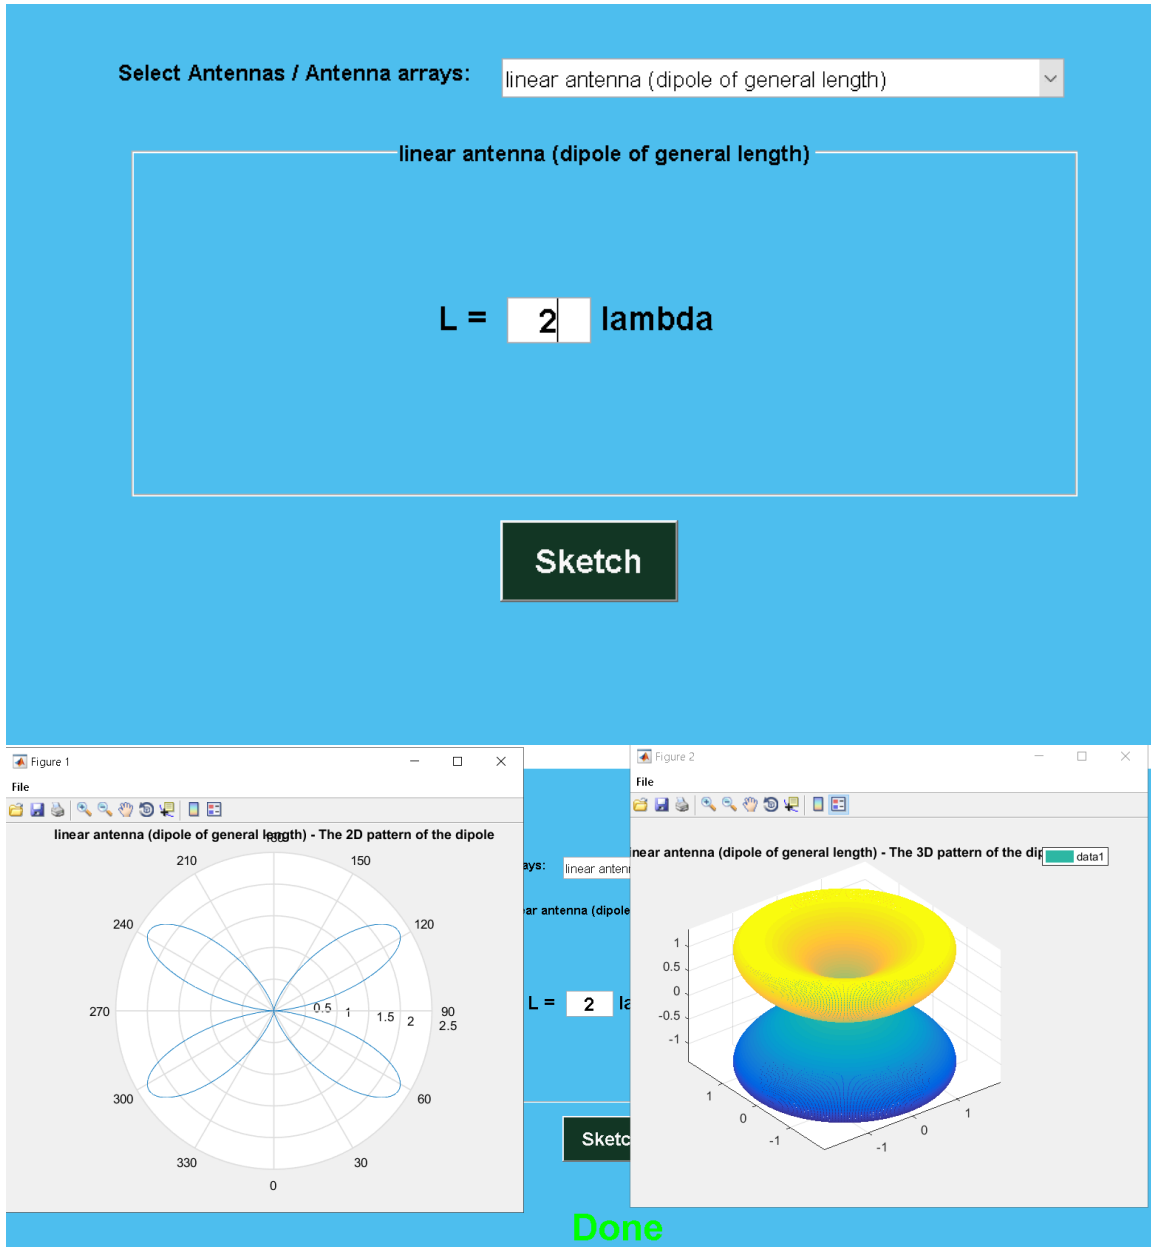 Select Antennas / Antenna arrays:
linear antenna (dipole of general length)
linear antenna (dipole of general length)
L = 2 lambda
Sketch
Figure 1
File
linear antenna (dipole of general length) - The 2D pattern of the dipole
180
210
150
240
120
270
0.5
1
1.5
2
90
2.5
300
60
330
30
0
ays:
linear antenn
ar antenna (dipole
L = 2 la
Sketc
Figure 2
File
inear antenna (dipole of general length) - The 3D pattern of the dip
data1
1
0.5
0
-0.5
-1
1
0
-1
1
0
-1
Done